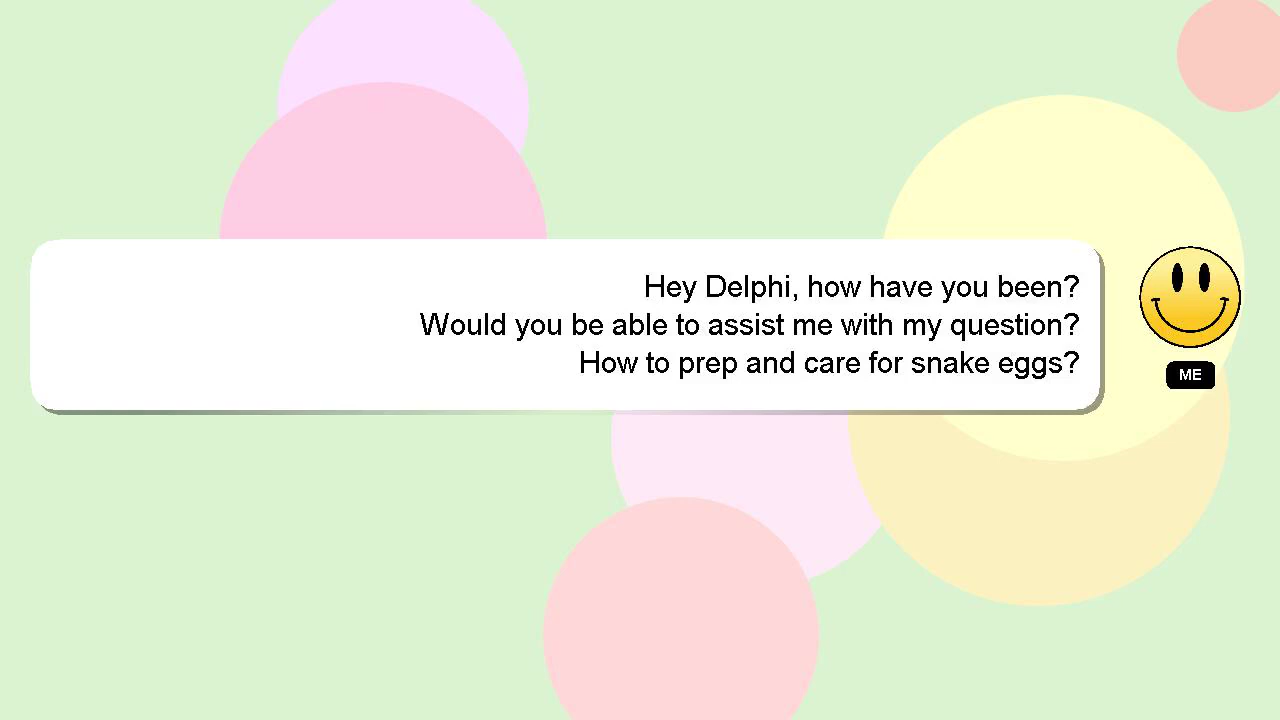 Hey Delphi, how have you been?
Would you be able to assist me with my question?
How to prep and care for snake eggs?
ME